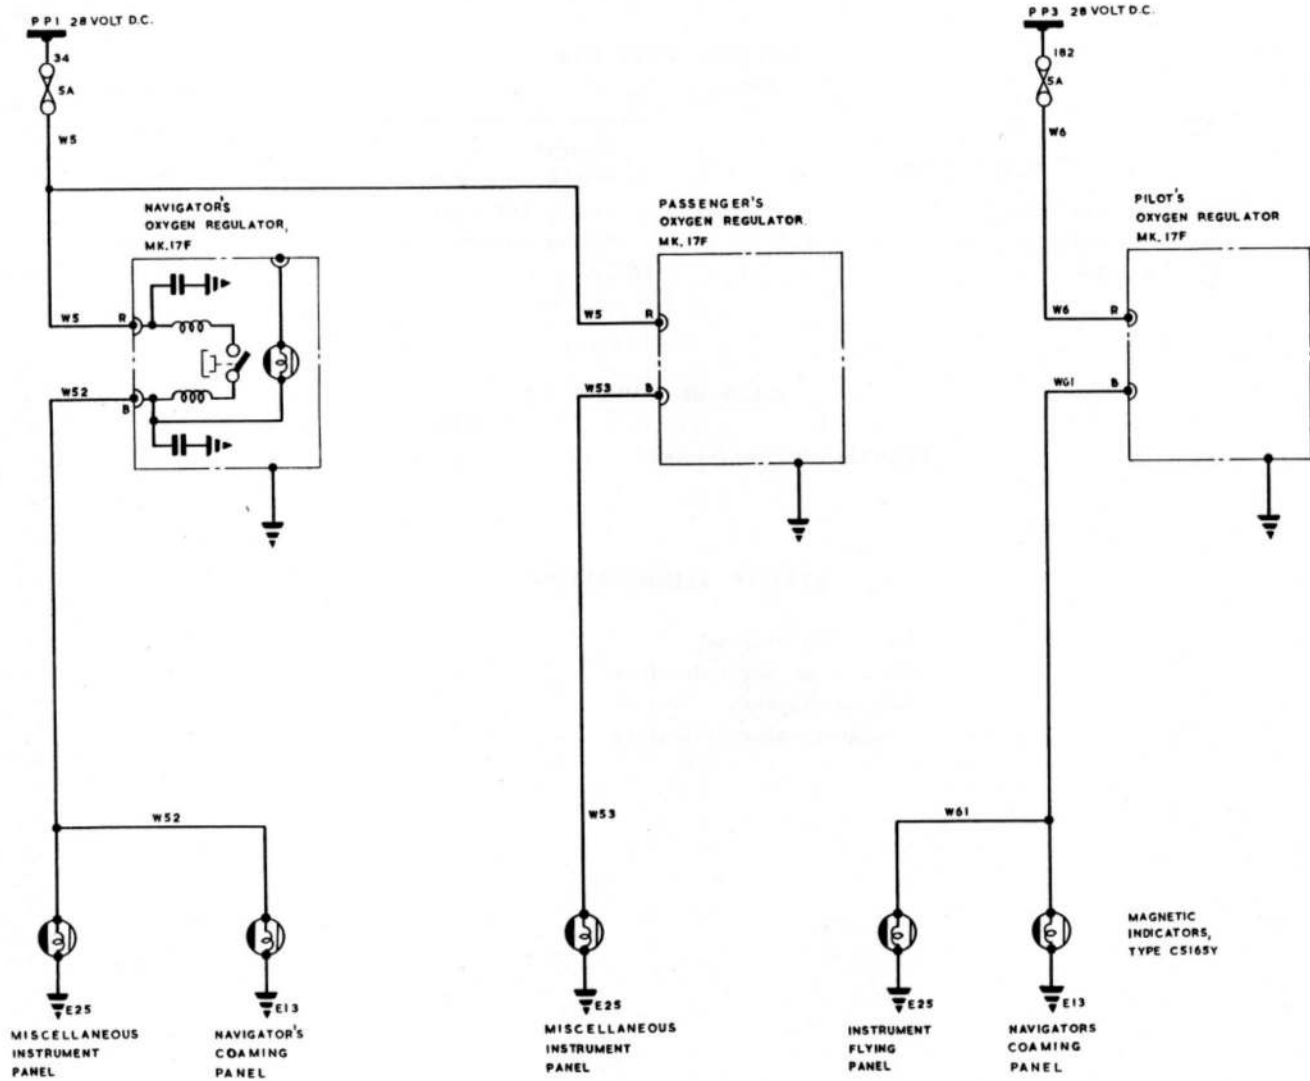 PP1 28 VOLT D.C.
34
5A
W5
NAVIGATOR'S
OXYGEN REGULATOR,
MK.17F
W5
R
W52
B
W52
E25
MISCELLANEOUS
INSTRUMENT
PANEL
E13
NAVIGATOR'S
COAMING
PANEL
PASSENGER'S
OXYGEN REGULATOR.
MK.17F
W5
R
W53
B
W53
E25
MISCELLANEOUS
INSTRUMENT
PANEL
PP3 28 VOLT D.C.
182
5A
W6
PILOT'S
OXYGEN REGULATOR
MK.17F
W6
R
WG1
B
W61
E25
INSTRUMENT
FLYING
PANEL
E13
NAVIGATORS
COAMING
PANEL
MAGNETIC
INDICATORS,
TYPE C5165Y